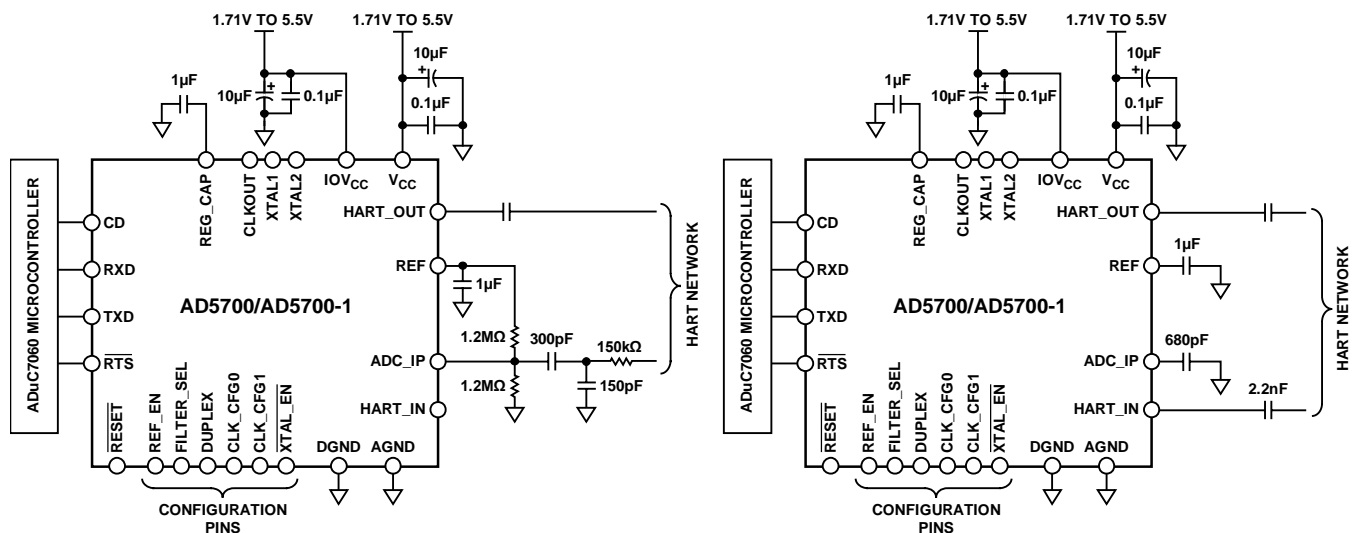 1.71V TO 5.5V
1.71V TO 5.5V
10µF
1µF
10µF
0.1µF
0.1µF
REG_CAP
CLKOUT
XTAL1
XTAL2
IOVCC
VCC
ADuC7060 MICROCONTROLLER
CD
RXD
TXD
RTS
AD5700/AD5700-1
HART_OUT
REF
1µF
1.2MΩ
300pF
150kΩ
ADC_IP
1.2MΩ
150pF
HART_IN
HART NETWORK
RESET
REF_EN
FILTER_SEL
DUPLEX
CLK_CFG0
CLK_CFG1
XTAL_EN
DGND
AGND
CONFIGURATION
PINS
1.71V TO 5.5V
1.71V TO 5.5V
10µF
1µF
10µF
0.1µF
0.1µF
REG_CAP
CLKOUT
XTAL1
XTAL2
IOVCC
VCC
ADuC7060 MICROCONTROLLER
CD
RXD
TXD
RTS
AD5700/AD5700-1
HART_OUT
REF
1µF
ADC_IP
680pF
HART_IN
2.2nF
HART NETWORK
RESET
REF_EN
FILTER_SEL
DUPLEX
CLK_CFG0
CLK_CFG1
XTAL_EN
DGND
AGND
CONFIGURATION
PINS